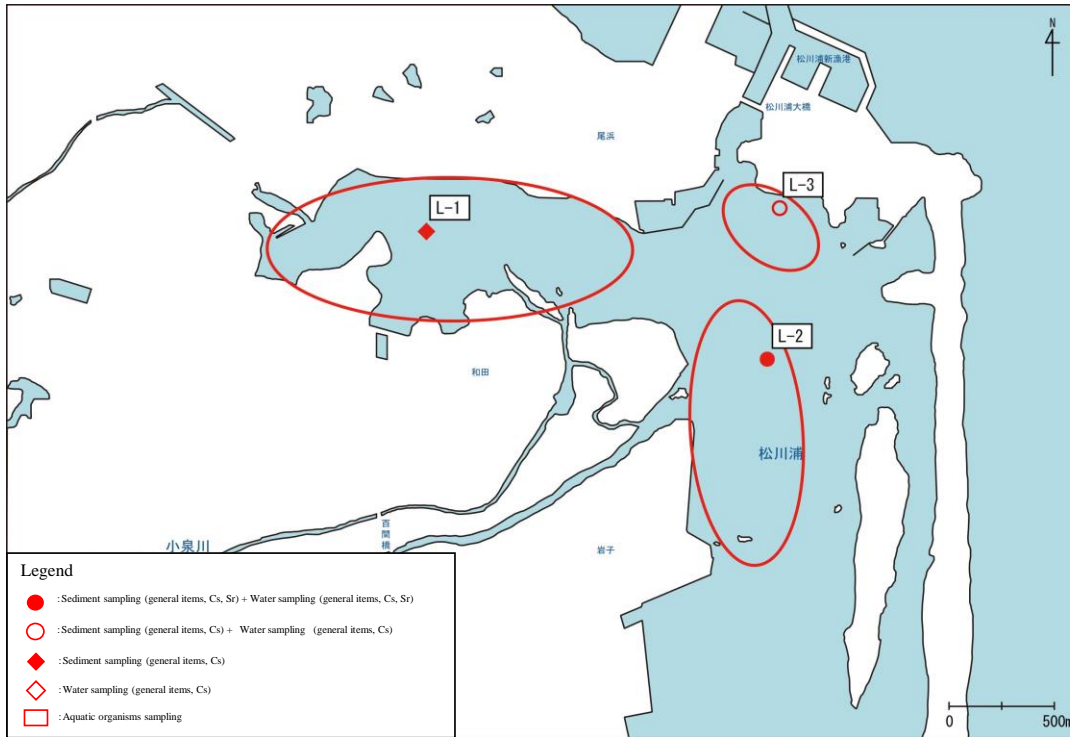 N
松川浦新漁港
松川浦大橋
尾浜
L-3
L-1
L-2
和田
松川浦
百間橋
小泉川
岩子
Legend
:Sediment sampling (general items, Cs, Sr) + Water sampling (general items, Cs, Sr)
:Sediment sampling (general items, Cs) + Water sampling (general items, Cs)
:Sediment sampling (general items, Cs)
:Water sampling (general items, Cs)
:Aquatic organisms sampling
0 500m